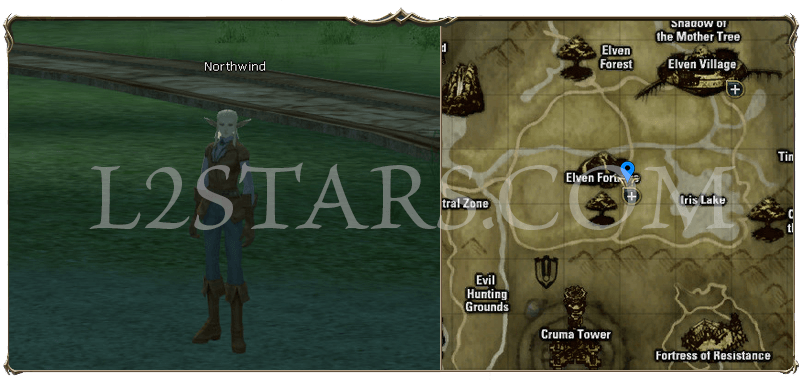 Northwind
L2STARS.COM
Shadow of
the Mother Tree
Elven
Forest
Elven Village
Elven
tral Zone
Iris Lake
Evil
Hunting
Grounds
Cruma Tower
Fortress of Resistance